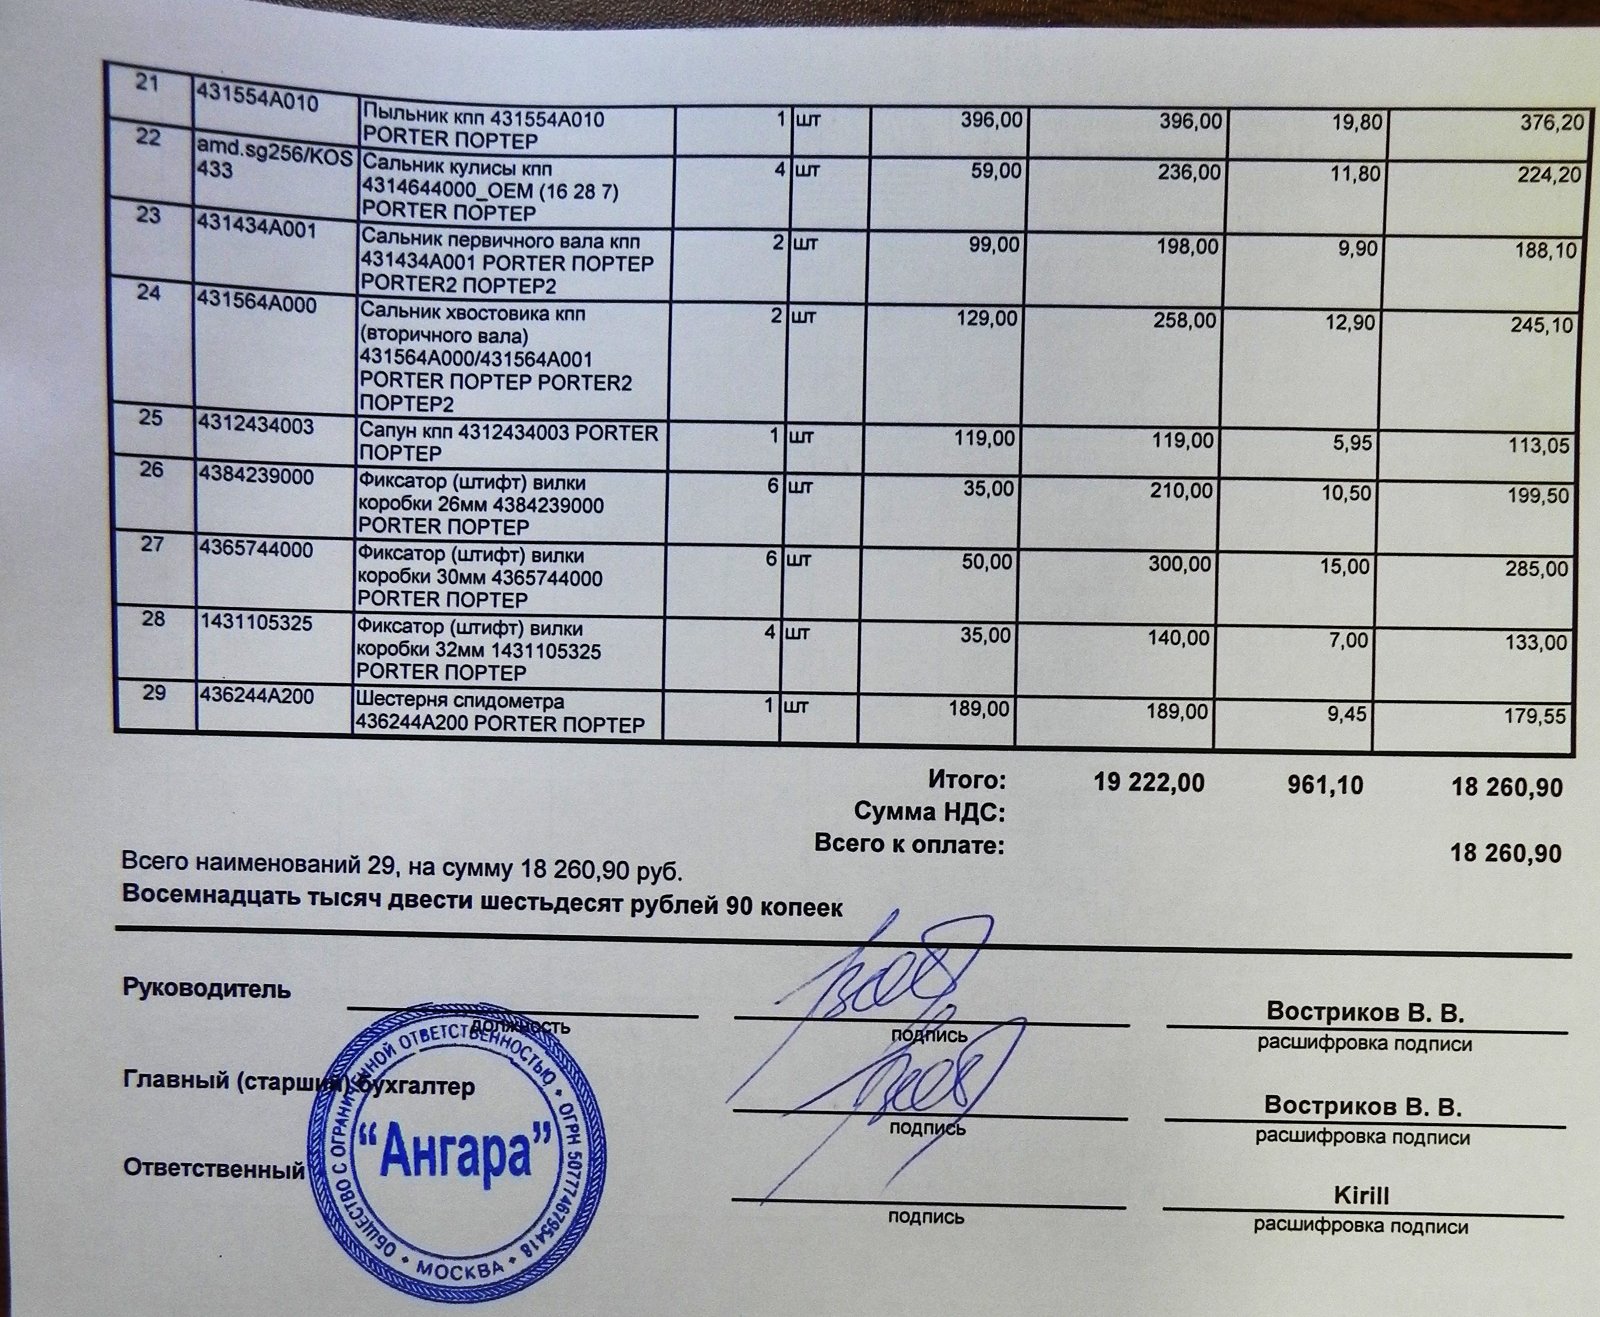 21 431554A010 Пыльник кпп 431554A010 1 шт 396,00 396,00 19,80 376,20
PORTER ПОРТЕР
22 amd.sg256/KOS Сальник кулисы кпп 4 шт 59,00 236,00 11,80 224,20
433 4314644000_OEM (16 28 7)
PORTER ПОРТЕР
23 431434A001 Сальник первичного вала кпп 2 шт 99,00 198,00 9,90 188,10
431434A001 PORTER ПОРТЕР
PORTER2 ПОРТЕР2
24 431564A000 Сальник хвостовика кпп 2 шт 129,00 258,00 12,90 245,10
(вторичного вала)
431564A000/431564A001
PORTER ПОРТЕР PORTER2
ПОРТЕР2
25 4312434003 Сапун кпп 4312434003 PORTER 1 шт 119,00 119,00 5,95 113,05
ПОРТЕР
26 4384239000 Фиксатор (штифт) вилки 6 шт 35,00 210,00 10,50 199,50
коробки 26мм 4384239000
PORTER ПОРТЕР
27 4365744000 Фиксатор (штифт) вилки 6 шт 50,00 300,00 15,00 285,00
коробки 30мм 4365744000
PORTER ПОРТЕР
28 1431105325 Фиксатор (штифт) вилки 4 шт 35,00 140,00 7,00 133,00
коробки 32мм 1431105325
PORTER ПОРТЕР
29 436244A200 Шестерня спидометра 1 шт 189,00 189,00 9,45 179,55
436244A200 PORTER ПОРТЕР
Итого: 19 222,00 961,10 18 260,90
Сумма НДС:
Всего к оплате: 18 260,90
Всего наименований 29, на сумму 18 260,90 руб.
Восемнадцать тысяч двести шестьдесят рублей 90 копеек
Руководитель Востриков В. В.
должность подпись расшифровка подписи
Главный (старший) бухгалтер Востриков В. В.
подпись расшифровка подписи
Ответственный Kirill
подпись расшифровка подписи
ОБЩЕСТВО С ОГРАНИЧЕННОЙ ОТВЕТСТВЕННОСТЬЮ • ОГРН 5077746795418 • МОСКВА •
“Ангара”